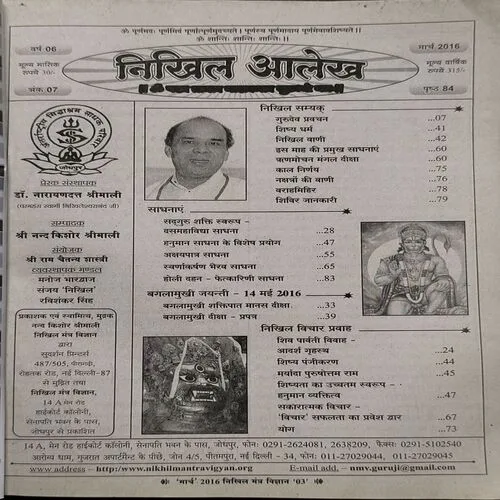 ॐ पूर्णमदः पूर्णमिदं पूर्णात्पूर्णमुदच्यते। पूर्णस्य पूर्णमादाय पूर्णमेवावशिष्यते।।
ॐ शान्तिः। शान्तिः। शान्तिः।।
वर्ष 06
मूल्य मासिक
रुपये 30/-
अंक: 07
निखिल आलेख
मार्च 2016
मूल्य वार्षिक
रुपये 315/-
पृष्ठ 84
जोधपुर
प्रेरक संस्थापक
डॉ. नारायणदत्त श्रीमाली
(परमहंस स्वामी निखिलेश्वरानंद जी)
सम्पादक
श्री नन्द किशोर श्रीमाली
संयोजक
श्री राम चैतन्य शास्त्री
व्यवस्थापक मण्डल
मनोज भारद्वाज
संजय 'निखिल'
रविशंकर सिंह
प्रकाशक एवं स्वामित्व, मुद्रक
नन्द किशोर श्रीमाली
निखिल मंत्र विज्ञान
द्वारा
सुदर्शन प्रिन्टर्स
487/505, पीरागढ़ी,
रोहतक रोड, नई दिल्ली-87
से मुद्रित तथा
निखिल मंत्र विज्ञान,
14 A मेन रोड
हाईकोर्ट कॉलोनी,
सेनापति भवन के पास,
जोधपुर से प्रकाशित
निखिल सम्यक्
गुरुदेव प्रवचन —07
शिष्य धर्म —41
निखिल वाणी —42
इस माह की प्रमुख साधनाएं —60
ऋणमोचन मंगल दीक्षा —60
काल निर्णय —75
नक्षत्रों की वाणी —76
वराहमिहिर —78
शिविर जानकारी —79
साधनाएं
सद्गुरु शक्ति स्वरूप -
दसमहाविद्या साधना —28
हनुमान साधना के विशेष प्रयोग —47
अक्षयपात्र साधना —55
स्वर्णाकर्षण भैरव साधना —65
होली दहन - फेत्कारिणी साधना —83
बगलामुखी जयन्ती - 14 मई 2016
बगलामुखी शक्तिपात मानस दीक्षा —33
बगलामुखी दीक्षा - प्रपत्र —39
निखिल विचार प्रवाह
शिव पार्वती विवाह -
आदर्श गृहस्थ —24
शिष्य पंजीकरण —44
मर्यादा पुरुषोत्तम राम —45
शिष्यता का उच्चतम स्वरूप -
हनुमान व्यक्तित्व —47
सकारात्मक विचार -
'विचार' सफलता का प्रवेश द्वार —67
योग —73
14 A, मेन रोड हाईकोर्ट कॉलोनी, सेनापति भवन के पास, जोधपुर, फोन: 0291-2624081, 2638209, फेक्स: 0291-5102540
आरोग्य धाम, गुजरात अपार्टमेन्ट के पीछे, जोन 4/5, पीतमपुरा, नई दिल्ली - 34, फोन: 011-27029044, 011-27029045
www address - http://www.nikhilmantravigyan.org E-mail add. - nmv.guruji@gmail.com
'मार्च' 2016 निखिल मंत्र विज्ञान '03'